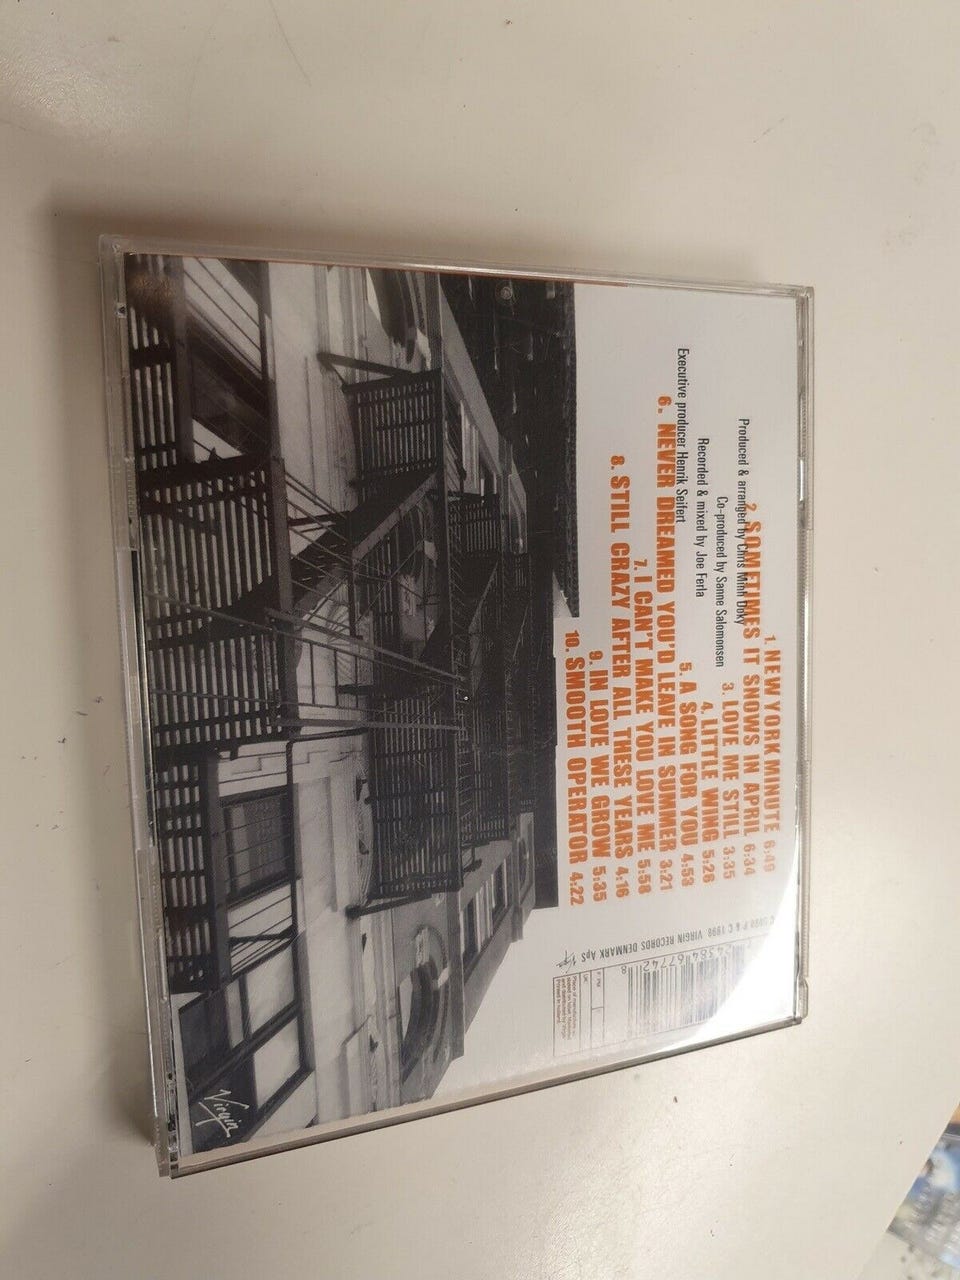 1. NEW YORK MINUTE 6:49
2. SOMETIMES IT SNOWS IN APRIL 6:34
3. LOVE ME STILL 3:35
4. LITTLE WING 5:26
5. A SONG FOR YOU 4:53
6. NEVER DREAMED YOU'D LEAVE IN SUMMER 3:21
7. I CAN'T MAKE YOU LOVE ME 5:58
8. STILL CRAZY AFTER ALL THESE YEARS 4:16
9. IN LOVE WE GROW 5:35
10. SMOOTH OPERATOR 4:22
Produced & arranged by Chris Minh Doky
Co-produced by Sanne Salomonsen
Recorded & mixed by Joe Ferla
Executive producer Henrik Seifert
P & C 1998 VIRGIN RECORDS DENMARK ApS
Virgin
24384 67742 8
Virgin